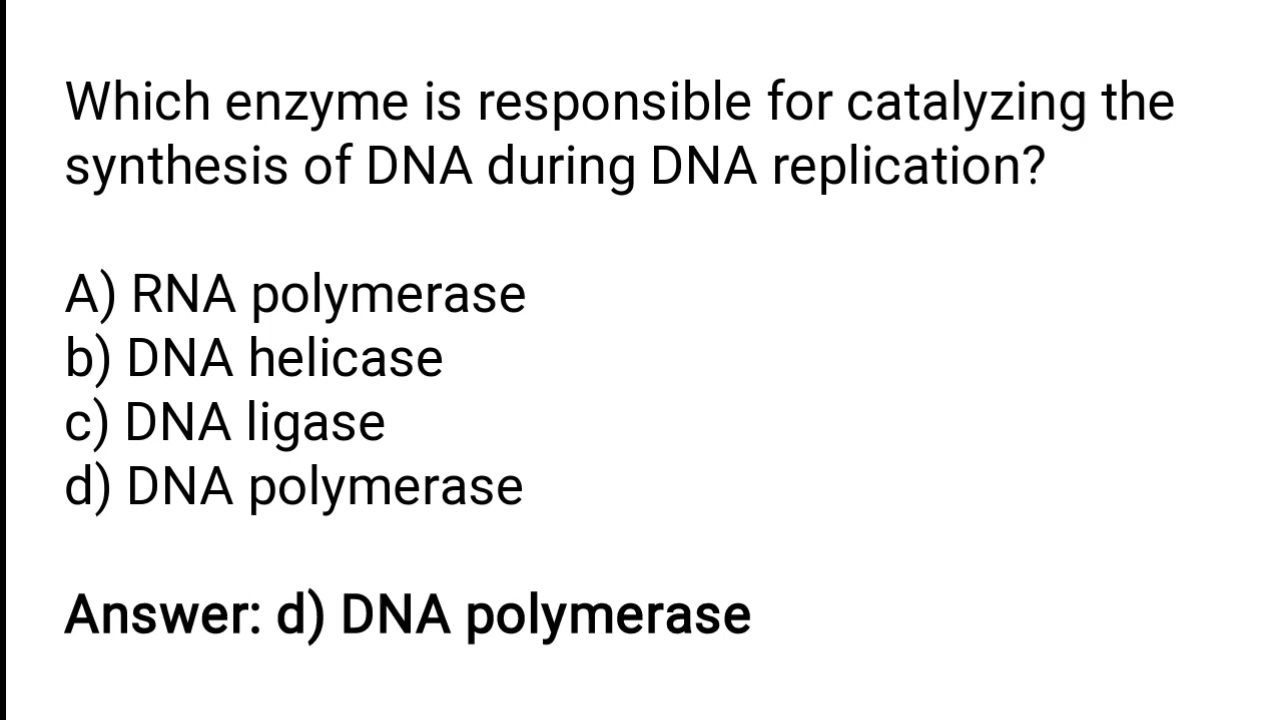 Which enzyme is responsible for catalyzing the
synthesis of DNA during DNA replication?
A) RNA polymerase
b) DNA helicase
c) DNA ligase
d) DNA polymerase
Answer: d) DNA polymerase